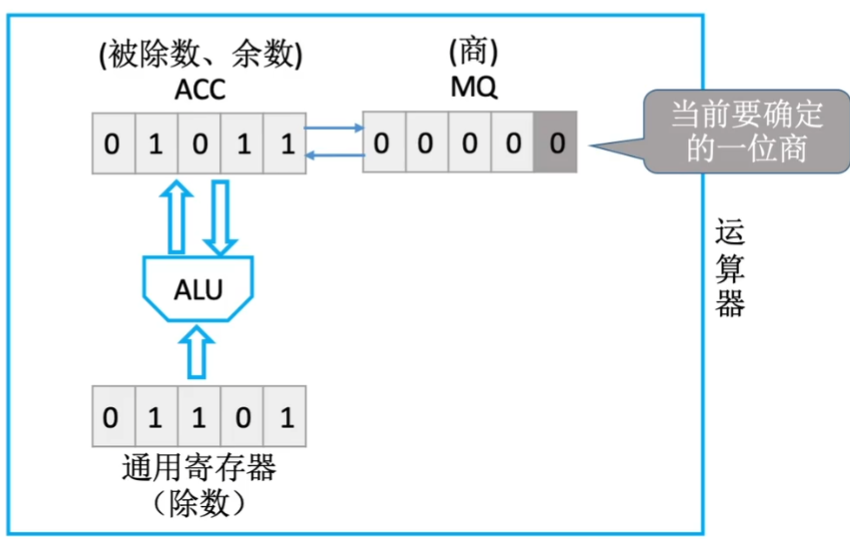 (被除数、余数)
ACC
(商)
MQ
当前要确定
的一位商
0 1 0 1 1
0 0 0 0 0
ALU
运
算
器
0 1 1 0 1
通用寄存器
（除数）